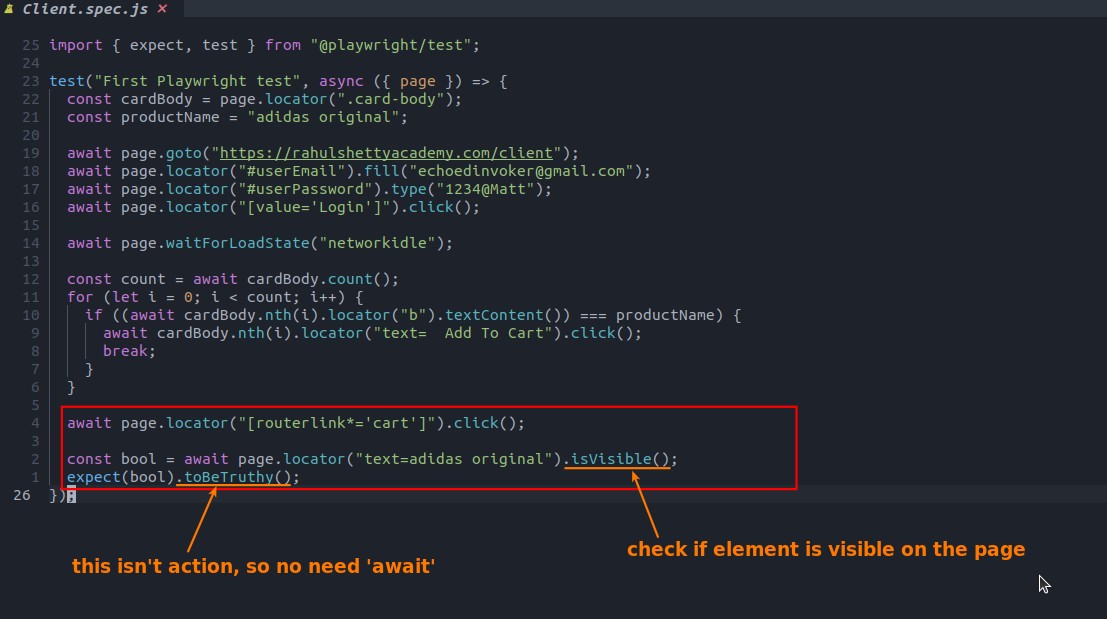 Client.spec.js ×
25 import { expect, test } from "@playwright/test";
24
23 test("First Playwright test", async ({ page }) => {
22   const cardBody = page.locator(".card-body");
21   const productName = "adidas original";
20
19   await page.goto("https://rahulshettyacademy.com/client");
18   await page.locator("#userEmail").fill("echoedinvoker@gmail.com");
17   await page.locator("#userPassword").type("1234@Matt");
16   await page.locator("[value='Login']").click();
15
14   await page.waitForLoadState("networkidle");
13
12   const count = await cardBody.count();
11   for (let i = 0; i < count; i++) {
10     if ((await cardBody.nth(i).locator("b").textContent()) === productName) {
9       await cardBody.nth(i).locator("text=  Add To Cart").click();
8       break;
7     }
6   }
5
4   await page.locator("[routerlink*='cart']").click();
3
2   const bool = await page.locator("text=adidas original").isVisible();
1   expect(bool).toBeTruthy();
26 });
check if element is visible on the page
this isn't action, so no need 'await'